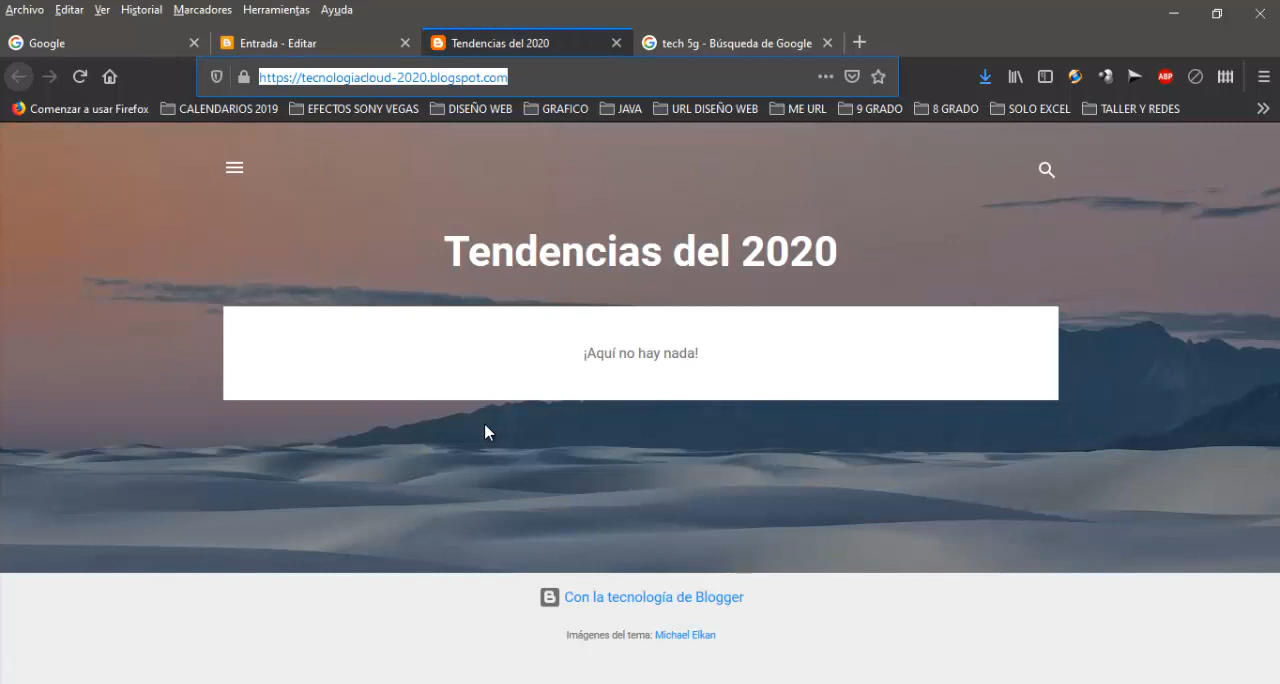 Archivo Editar Ver Historial Marcadores Herramientas Ayuda
Google Entrada - Editar Tendencias del 2020 tech 5g - Búsqueda de Google
https://tecnologiacloud-2020.blogspot.com
ABP
Comenzar a usar Firefox CALENDARIOS 2019 EFECTOS SONY VEGAS DISEÑO WEB GRAFICO JAVA URL DISEÑO WEB ME URL 9 GRADO 8 GRADO SOLO EXCEL TALLER Y REDES
Tendencias del 2020
¡Aquí no hay nada!
Con la tecnología de Blogger
Imágenes del tema: Michael Elkan